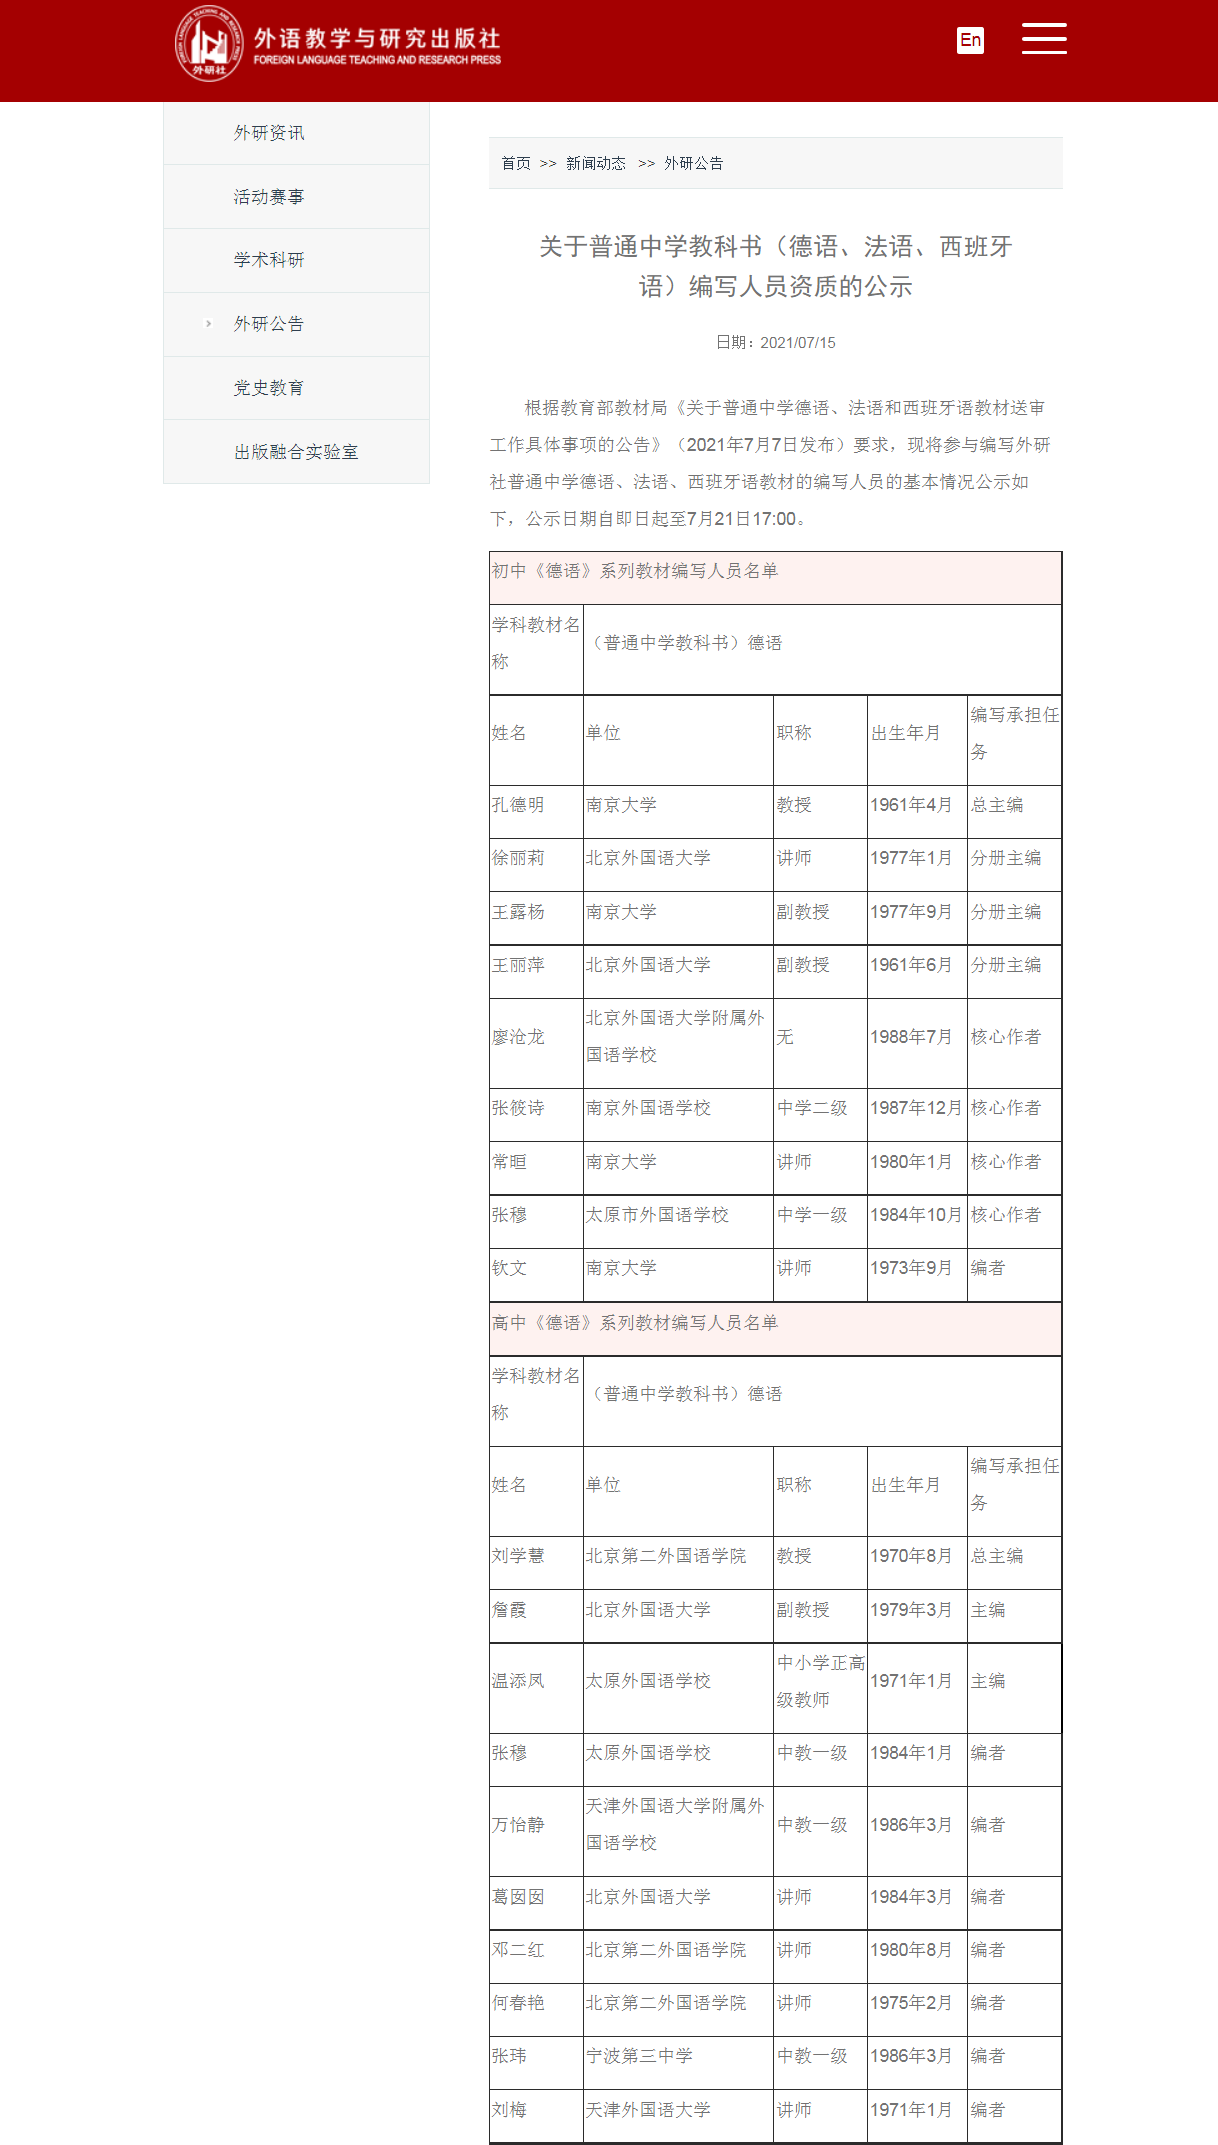 外语教学与研究出版社
FOREIGN LANGUAGE TEACHING AND RESEARCH PRESS
外研社
En
外研资讯
活动赛事
学术科研
外研公告
党史教育
出版融合实验室
首页 >> 新闻动态 >> 外研公告
关于普通中学教科书（德语、法语、西班牙
语）编写人员资质的公示
日期：2021/07/15
根据教育部教材局《关于普通中学德语、法语和西班牙语教材送审
工作具体事项的公告》（2021年7月7日发布）要求，现将参与编写外研
社普通中学德语、法语、西班牙语教材的编写人员的基本情况公示如
下，公示日期自即日起至7月21日17:00。
初中《德语》系列教材编写人员名单
学科教材名
称
（普通中学教科书）德语
姓名 单位 职称 出生年月 编写承担任
务
孔德明 南京大学 教授 1961年4月 总主编
徐丽莉 北京外国语大学 讲师 1977年1月 分册主编
王露杨 南京大学 副教授 1977年9月 分册主编
王丽萍 北京外国语大学 副教授 1961年6月 分册主编
廖沧龙 北京外国语大学附属外
国语学校 无 1988年7月 核心作者
张筱诗 南京外国语学校 中学二级 1987年12月 核心作者
常晅 南京大学 讲师 1980年1月 核心作者
张穆 太原市外国语学校 中学一级 1984年10月 核心作者
钦文 南京大学 讲师 1973年9月 编者
高中《德语》系列教材编写人员名单
学科教材名
称
（普通中学教科书）德语
姓名 单位 职称 出生年月 编写承担任
务
刘学慧 北京第二外国语学院 教授 1970年8月 总主编
詹霞 北京外国语大学 副教授 1979年3月 主编
温添凤 太原外国语学校 中小学正高
级教师 1971年1月 主编
张穆 太原外国语学校 中教一级 1984年1月 编者
万怡静 天津外国语大学附属外
国语学校 中教一级 1986年3月 编者
葛囡囡 北京外国语大学 讲师 1984年3月 编者
邓二红 北京第二外国语学院 讲师 1980年8月 编者
何春艳 北京第二外国语学院 讲师 1975年2月 编者
张玮 宁波第三中学 中教一级 1986年3月 编者
刘梅 天津外国语大学 讲师 1971年1月 编者